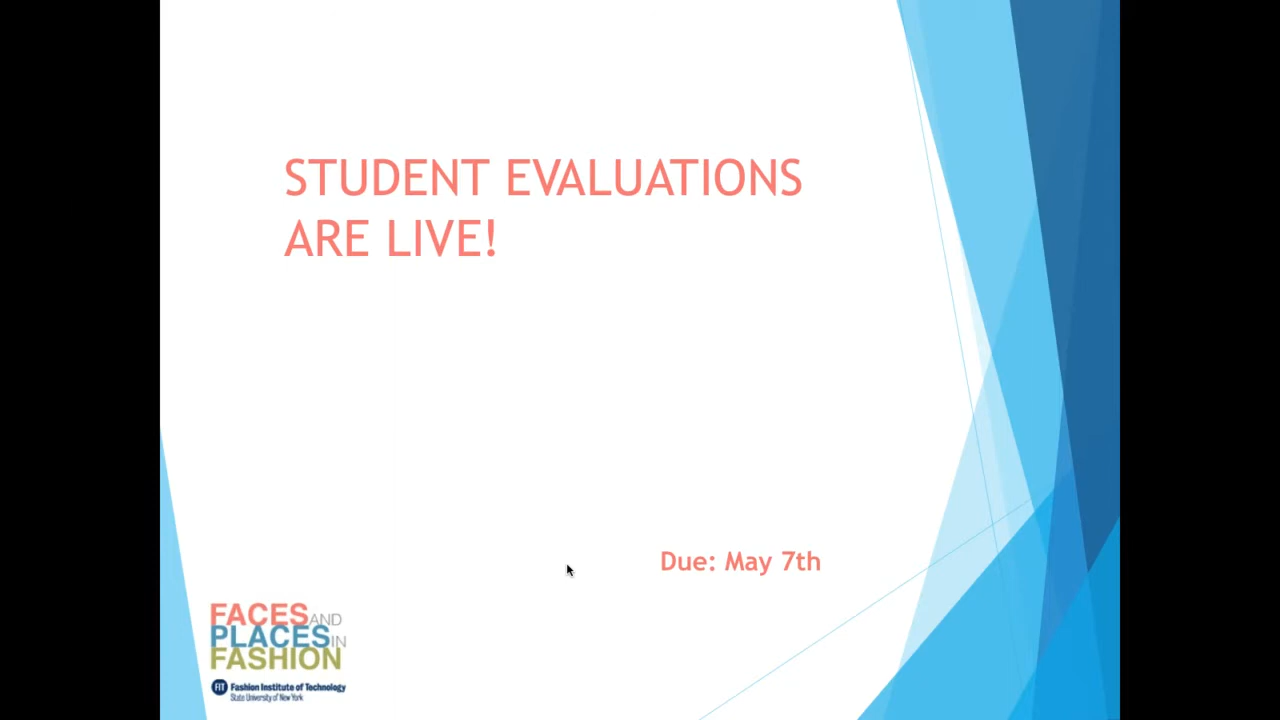 STUDENT EVALUATIONS
ARE LIVE!
Due: May 7th
FACES AND
PLACES IN
FASHION
FIT Fashion Institute of Technology
State University of New York